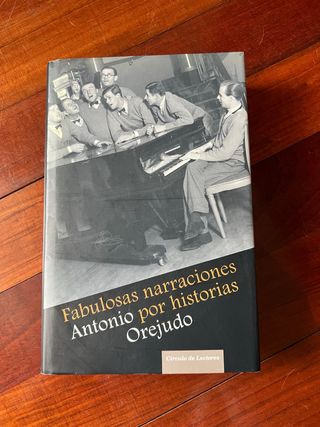 Fabulosas narraciones
Antonio por historias
Orejudo
Círculo de Lectores